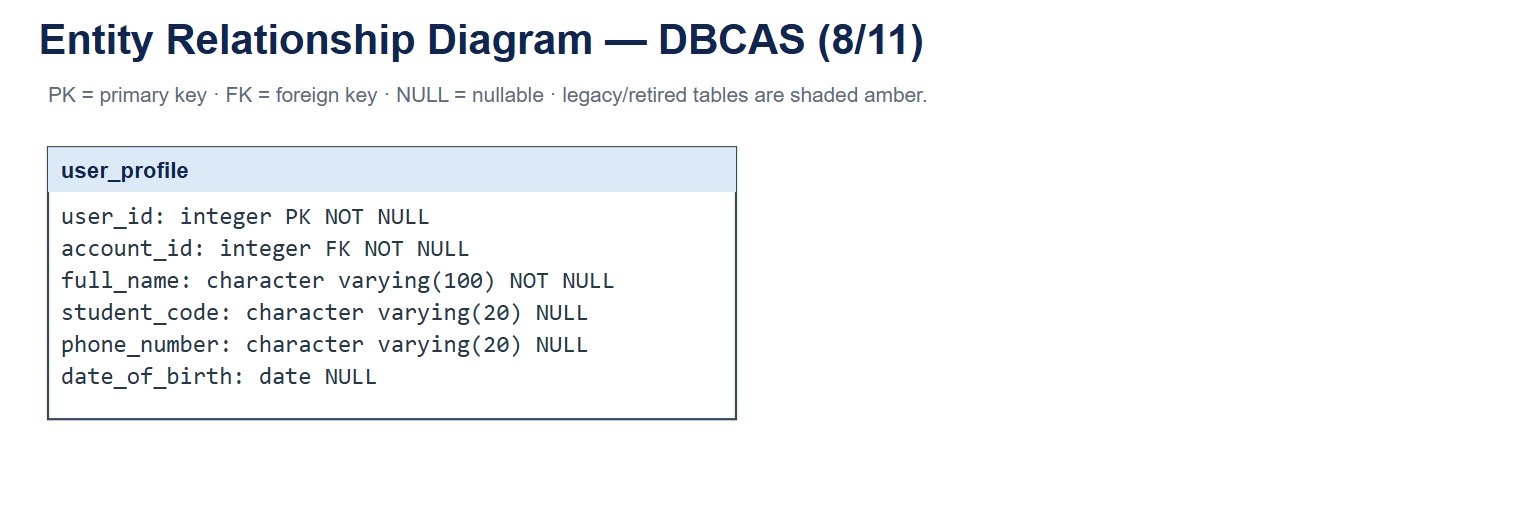 Entity Relationship Diagram — DBCAS (8/11)
PK = primary key · FK = foreign key · NULL = nullable · legacy/retired tables are shaded amber.
user_profile
user_id: integer PK NOT NULL
account_id: integer FK NOT NULL
full_name: character varying(100) NOT NULL
student_code: character varying(20) NULL
phone_number: character varying(20) NULL
date_of_birth: date NULL